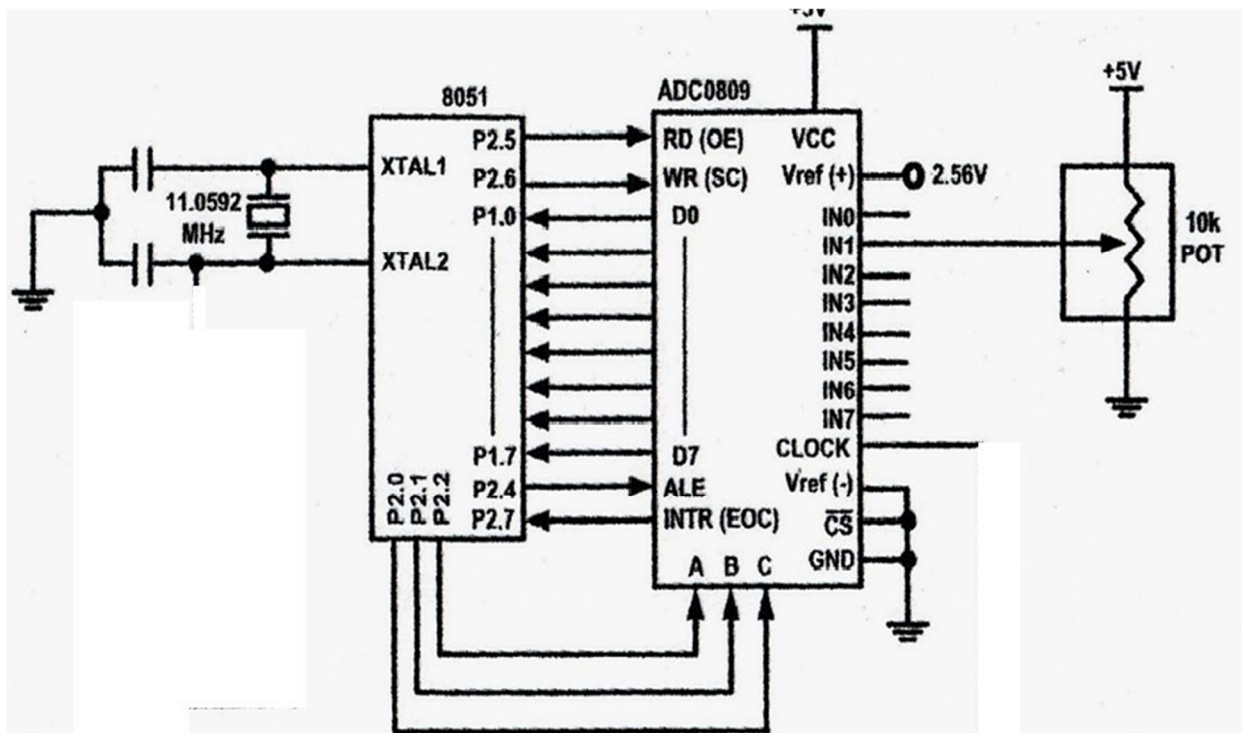 +5V
8051
ADC0809
+5V
XTAL1
P2.5
RD (OE)
VCC
P2.6
WR (SC)
Vref (+)
2.56V
11.0592
MHz
P1.0
D0
IN0
IN1
10k
POT
XTAL2
IN2
IN3
IN4
IN5
IN6
IN7
P1.7
D7
CLOCK
P2.0
P2.1
P2.2
P2.4
ALE
Vref (-)
P2.7
INTR (EOC)
CS
GND
A B C